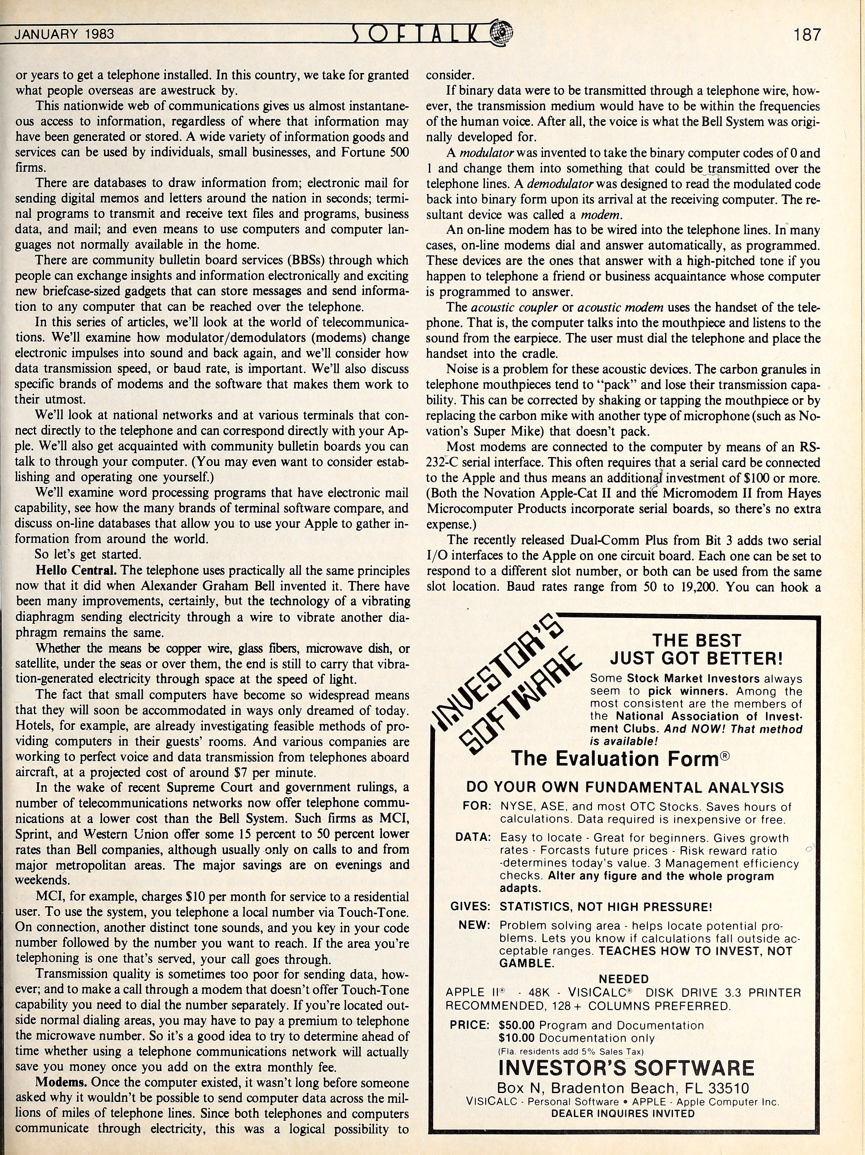 JANUARY 1983
SOFTALK
187
or years to get a telephone installed. In this country, we take for granted
what people overseas are awestruck by.
This nationwide web of communications gives us almost instantane-
ous access to information, regardless of where that information may
have been generated or stored. A wide variety of information goods and
services can be used by individuals, small businesses, and Fortune 500
firms.
There are databases to draw information from; electronic mail for
sending digital memos and letters around the nation in seconds; termi-
nal programs to transmit and receive text files and programs, business
data, and mail; and even means to use computers and computer lan-
guages not normally available in the home.
There are community bulletin board services (BBSs) through which
people can exchange insights and information electronically and exciting
new briefcase-sized gadgets that can store messages and send informa-
tion to any computer that can be reached over the telephone.
In this series of articles, we'll look at the world of telecommunica-
tions. We'll examine how modulator/demodulators (modems) change
electronic impulses into sound and back again, and we'll consider how
data transmission speed, or baud rate, is important. We'll also discuss
specific brands of modems and the software that makes them work to
their utmost.
We'll look at national networks and at various terminals that con-
nect directly to the telephone and can correspond directly with your Ap-
ple. We'll also get acquainted with community bulletin boards you can
talk to through your computer. (You may even want to consider estab-
lishing and operating one yourself.)
We'll examine word processing programs that have electronic mail
capability, see how the many brands of terminal software compare, and
discuss on-line databases that allow you to use your Apple to gather in-
formation from around the world.
So let's get started.
Hello Central. The telephone uses practically all the same principles
now that it did when Alexander Graham Bell invented it. There have
been many improvements, certainly, but the technology of a vibrating
diaphragm sending electricity through a wire to vibrate another dia-
phragm remains the same.
Whether the means be copper wire, glass fibers, microwave dish, or
satellite, under the seas or over them, the end is still to carry that vibra-
tion-generated electricity through space at the speed of light.
The fact that small computers have become so widespread means
that they will soon be accommodated in ways only dreamed of today.
Hotels, for example, are already investigating feasible methods of pro-
viding computers in their guests' rooms. And various companies are
working to perfect voice and data transmission from telephones aboard
aircraft, at a projected cost of around $7 per minute.
In the wake of recent Supreme Court and government rulings, a
number of telecommunications networks now offer telephone commu-
nications at a lower cost than the Bell System. Such firms as MCI,
Sprint, and Western Union offer some 15 percent to 50 percent lower
rates than Bell companies, although usually only on calls to and from
major metropolitan areas. The major savings are on evenings and
weekends.
MCI, for example, charges $10 per month for service to a residential
user. To use the system, you telephone a local number via Touch-Tone.
On connection, another distinct tone sounds, and you key in your code
number followed by the number you want to reach. If the area you're
telephoning is one that's served, your call goes through.
Transmission quality is sometimes too poor for sending data, how-
ever; and to make a call through a modem that doesn't offer Touch-Tone
capability you need to dial the number separately. If you're located out-
side normal dialing areas, you may have to pay a premium to telephone
the microwave number. So it's a good idea to try to determine ahead of
time whether using a telephone communications network will actually
save you money once you add on the extra monthly fee.
Modems. Once the computer existed, it wasn't long before someone
asked why it wouldn't be possible to send computer data across the mil-
lions of miles of telephone lines. Since both telephones and computers
communicate through electricity, this was a logical possibility to
consider.
If binary data were to be transmitted through a telephone wire, how-
ever, the transmission medium would have to be within the frequencies
of the human voice. After all, the voice is what the Bell System was origi-
nally developed for.
A modulator was invented to take the binary computer codes of 0 and
1 and change them into something that could be transmitted over the
telephone lines. A demodulator was designed to read the modulated code
back into binary form upon its arrival at the receiving computer. The re-
sultant device was called a modem.
An on-line modem has to be wired into the telephone lines. In many
cases, on-line modems dial and answer automatically, as programmed.
These devices are the ones that answer with a high-pitched tone if you
happen to telephone a friend or business acquaintance whose computer
is programmed to answer.
The acoustic coupler or acoustic modem uses the handset of the tele-
phone. That is, the computer talks into the mouthpiece and listens to the
sound from the earpiece. The user must dial the telephone and place the
handset into the cradle.
Noise is a problem for these acoustic devices. The carbon granules in
telephone mouthpieces tend to "pack" and lose their transmission capa-
bility. This can be corrected by shaking or tapping the mouthpiece or by
replacing the carbon mike with another type of microphone (such as No-
vation's Super Mike) that doesn't pack.
Most modems are connected to the computer by means of an RS-
232-C serial interface. This often requires that a serial card be connected
to the Apple and thus means an additional investment of $100 or more.
(Both the Novation Apple-Cat II and the Micromodem II from Hayes
Microcomputer Products incorporate serial boards, so there's no extra
expense.)
The recently released Dual-Comm Plus from Bit 3 adds two serial
I/O interfaces to the Apple on one circuit board. Each one can be set to
respond to a different slot number, or both can be used from the same
slot location. Baud rates range from 50 to 19,200. You can hook a
INVESTOR'S
SOFTWARE
THE BEST
JUST GOT BETTER!
Some Stock Market Investors always
seem to pick winners. Among the
most consistent are the members of
the National Association of Invest-
ment Clubs. And NOW! That method
is available!
The Evaluation Form®
DO YOUR OWN FUNDAMENTAL ANALYSIS
FOR: NYSE, ASE, and most OTC Stocks. Saves hours of
calculations. Data required is inexpensive or free.
DATA: Easy to locate - Great for beginners. Gives growth
rates - Forcasts future prices - Risk reward ratio
-determines today's value. 3 Management efficiency
checks. Alter any figure and the whole program
adapts.
GIVES: STATISTICS, NOT HIGH PRESSURE!
NEW: Problem solving area - helps locate potential pro-
blems. Lets you know if calculations fall outside ac-
ceptable ranges. TEACHES HOW TO INVEST, NOT
GAMBLE.
NEEDED
APPLE II® - 48K - VISICALC® DISK DRIVE 3.3 PRINTER
RECOMMENDED, 128 + COLUMNS PREFERRED.
PRICE: $50.00 Program and Documentation
$10.00 Documentation only
(Fla. residents add 5% Sales Tax)
INVESTOR'S SOFTWARE
Box N, Bradenton Beach, FL 33510
VISICALC - Personal Software • APPLE - Apple Computer Inc.
DEALER INQUIRES INVITED